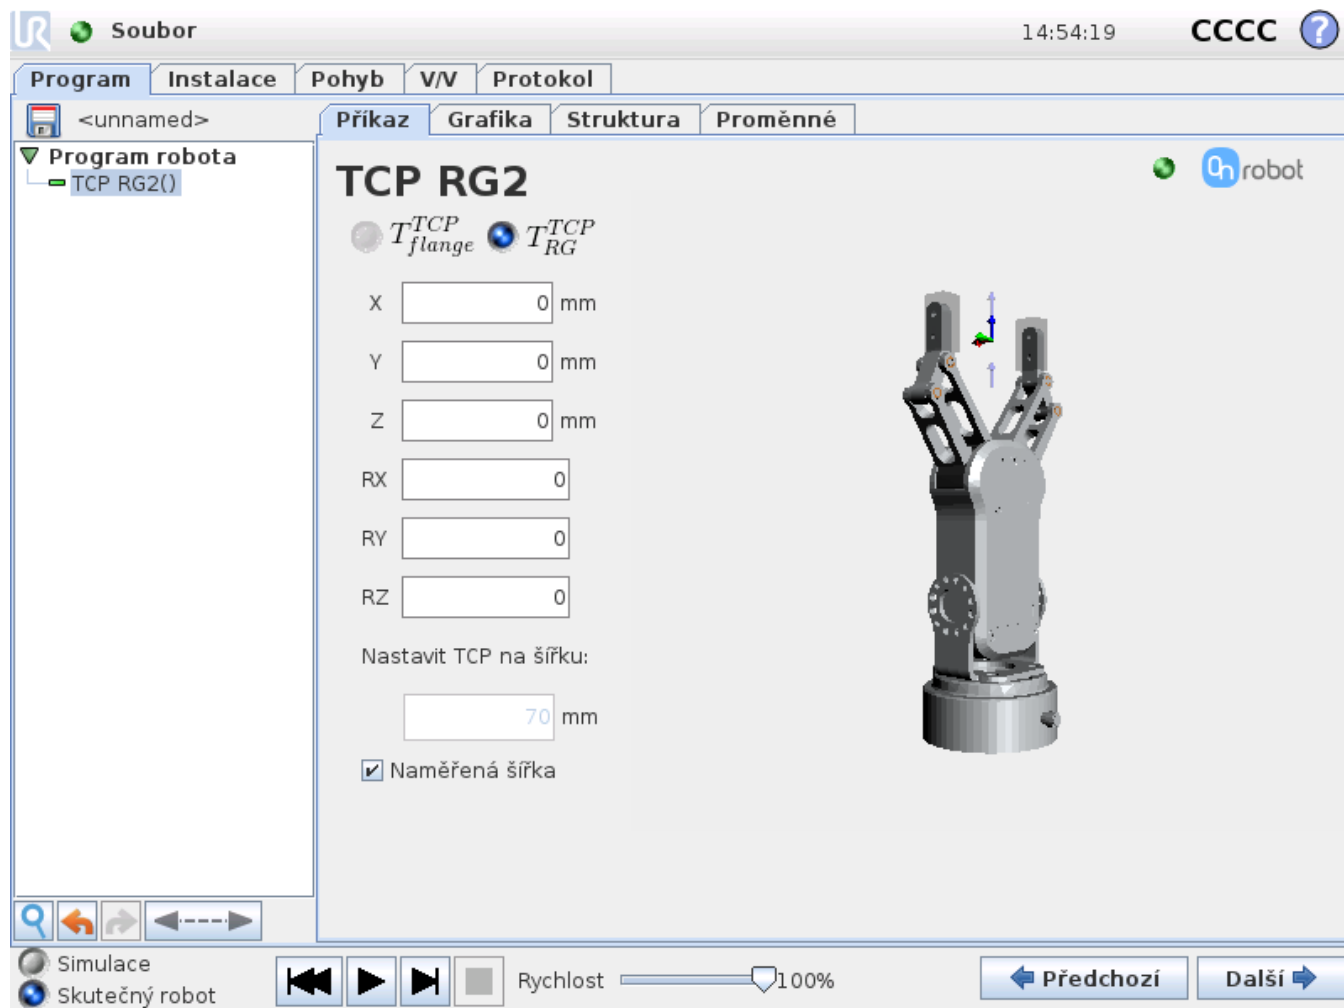 Soubor 14:54:19 CCCC ?
Program Instalace Pohyb V/V Protokol
<unnamed> Příkaz Grafika Struktura Proměnné
Program robota
TCP RG2()
TCP RG2
On robot
T TCP flange T TCP RG
X 0 mm
Y 0 mm
Z 0 mm
RX 0
RY 0
RZ 0
Nastavit TCP na šířku:
70 mm
Naměřená šířka
Simulace
Skutečný robot
Rychlost 100%
Předchozí Další